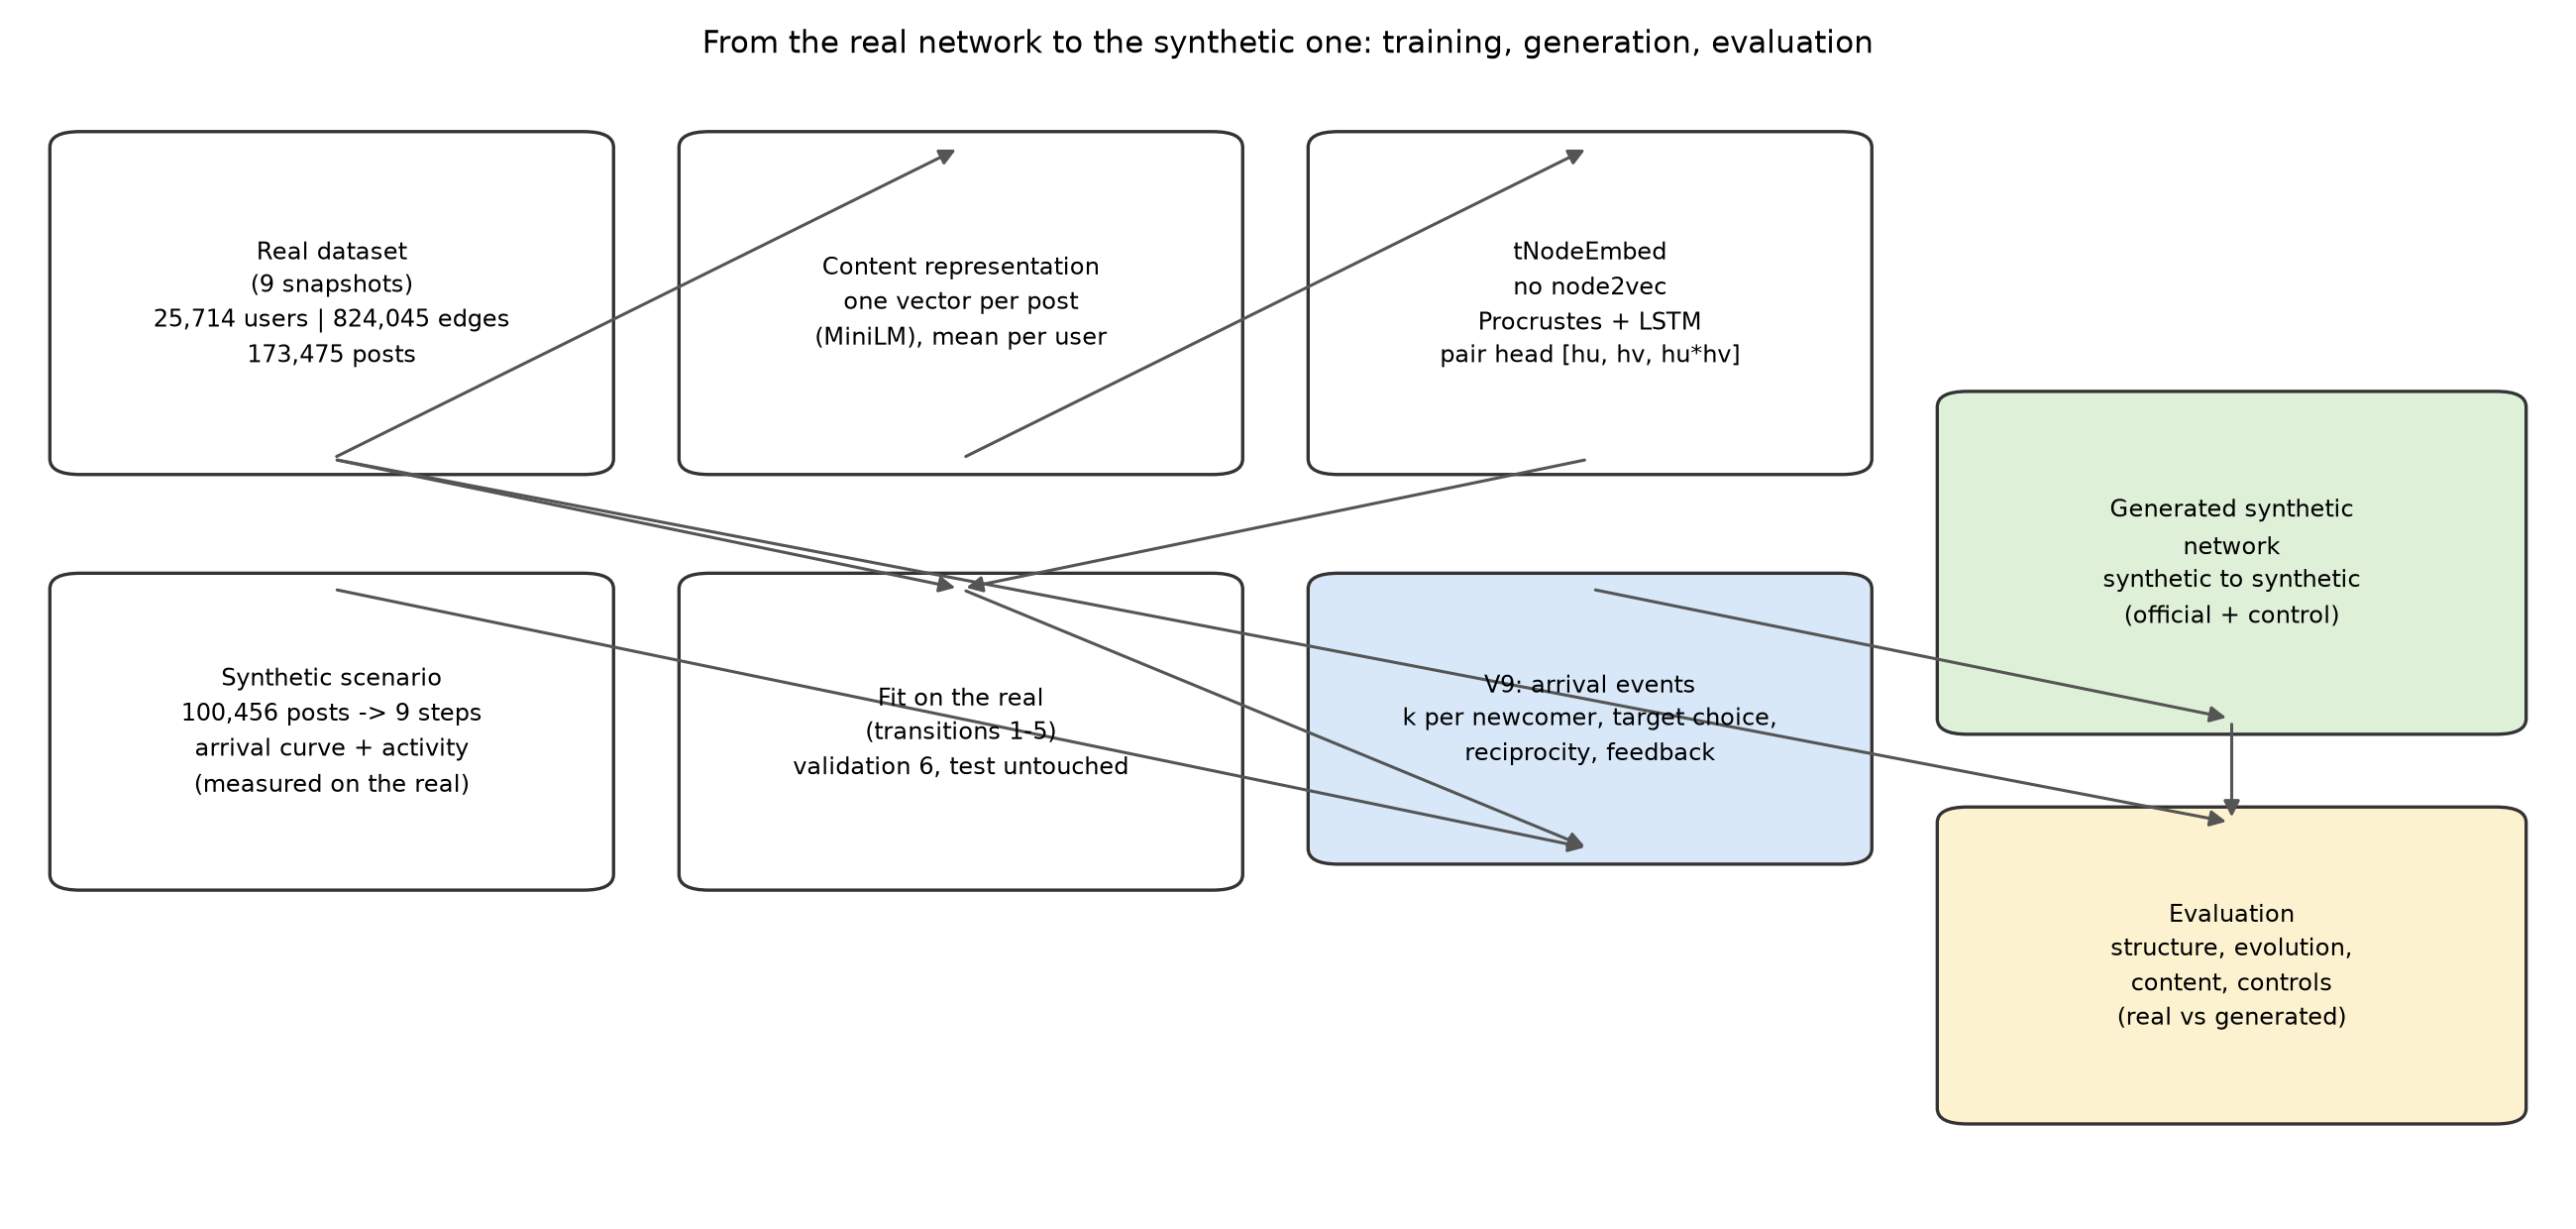 From the real network to the synthetic one: training, generation, evaluation
Real dataset
(9 snapshots)
25,714 users | 824,045 edges
173,475 posts
Content representation
one vector per post
(MiniLM), mean per user
tNodeEmbed
no node2vec
Procrustes + LSTM
pair head [hu, hv, hu*hv]
Generated synthetic
network
synthetic to synthetic
(official + control)
Synthetic scenario
100,456 posts -> 9 steps
arrival curve + activity
(measured on the real)
Fit on the real
(transitions 1-5)
validation 6, test untouched
V9: arrival events
k per newcomer, target choice,
reciprocity, feedback
Evaluation
structure, evolution,
content, controls
(real vs generated)